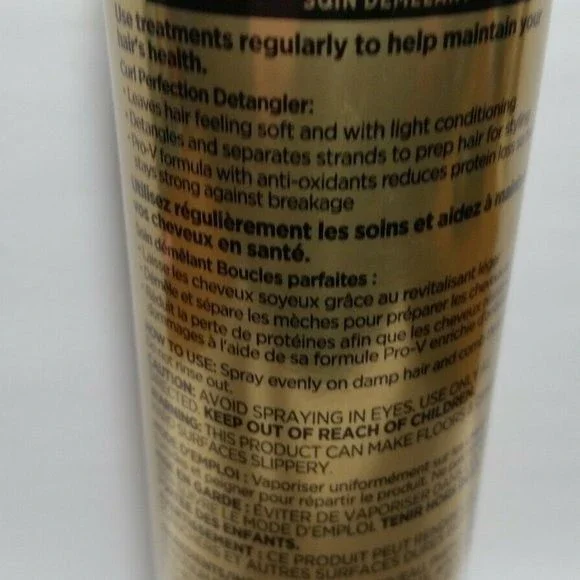 SOIN DÉMÊLANT
Use treatments regularly to help maintain your
hair's health.
Curl Perfection Detangler:
•Leaves hair feeling soft and with light conditioning
•Detangles and separates strands to prep hair for styling
•Pro-V formula with anti-oxidants reduces protein loss
stays strong against breakage
Utilisez régulièrement les soins et aidez à
vos cheveux en santé.
Soin démêlant Boucles parfaites :
•Laisse les cheveux soyeux grâce au revitalisant léger
•Démêle et sépare les mèches pour préparer les cheveux
•Réduit la perte de protéines afin que les cheveux
dommages à l'aide de sa formule Pro-V enrichie
HOW TO USE: Spray evenly on damp hair and comb
not rinse out.
CAUTION: AVOID SPRAYING IN EYES. USE ONLY
DIRECTED. KEEP OUT OF REACH OF CHILDREN.
WARNING: THIS PRODUCT CAN MAKE FLOORS
AND SURFACES SLIPPERY.
MODE D'EMPLOI : Vaporiser uniformément sur les
et peigner pour répartir le produit. Ne pas
EN GARDE : ÉVITER DE VAPORISER DANS
LE MODE D'EMPLOI. TENIR HORS
DES ENFANTS.
AVERTISSEMENT : CE PRODUIT PEUT RENDRE
ET AUTRES SURFACES